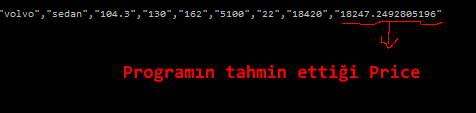 "volvo","sedan","104.3","130","162","5100","22","18420","18247.2492805196"
Programın tahmin ettiği Price